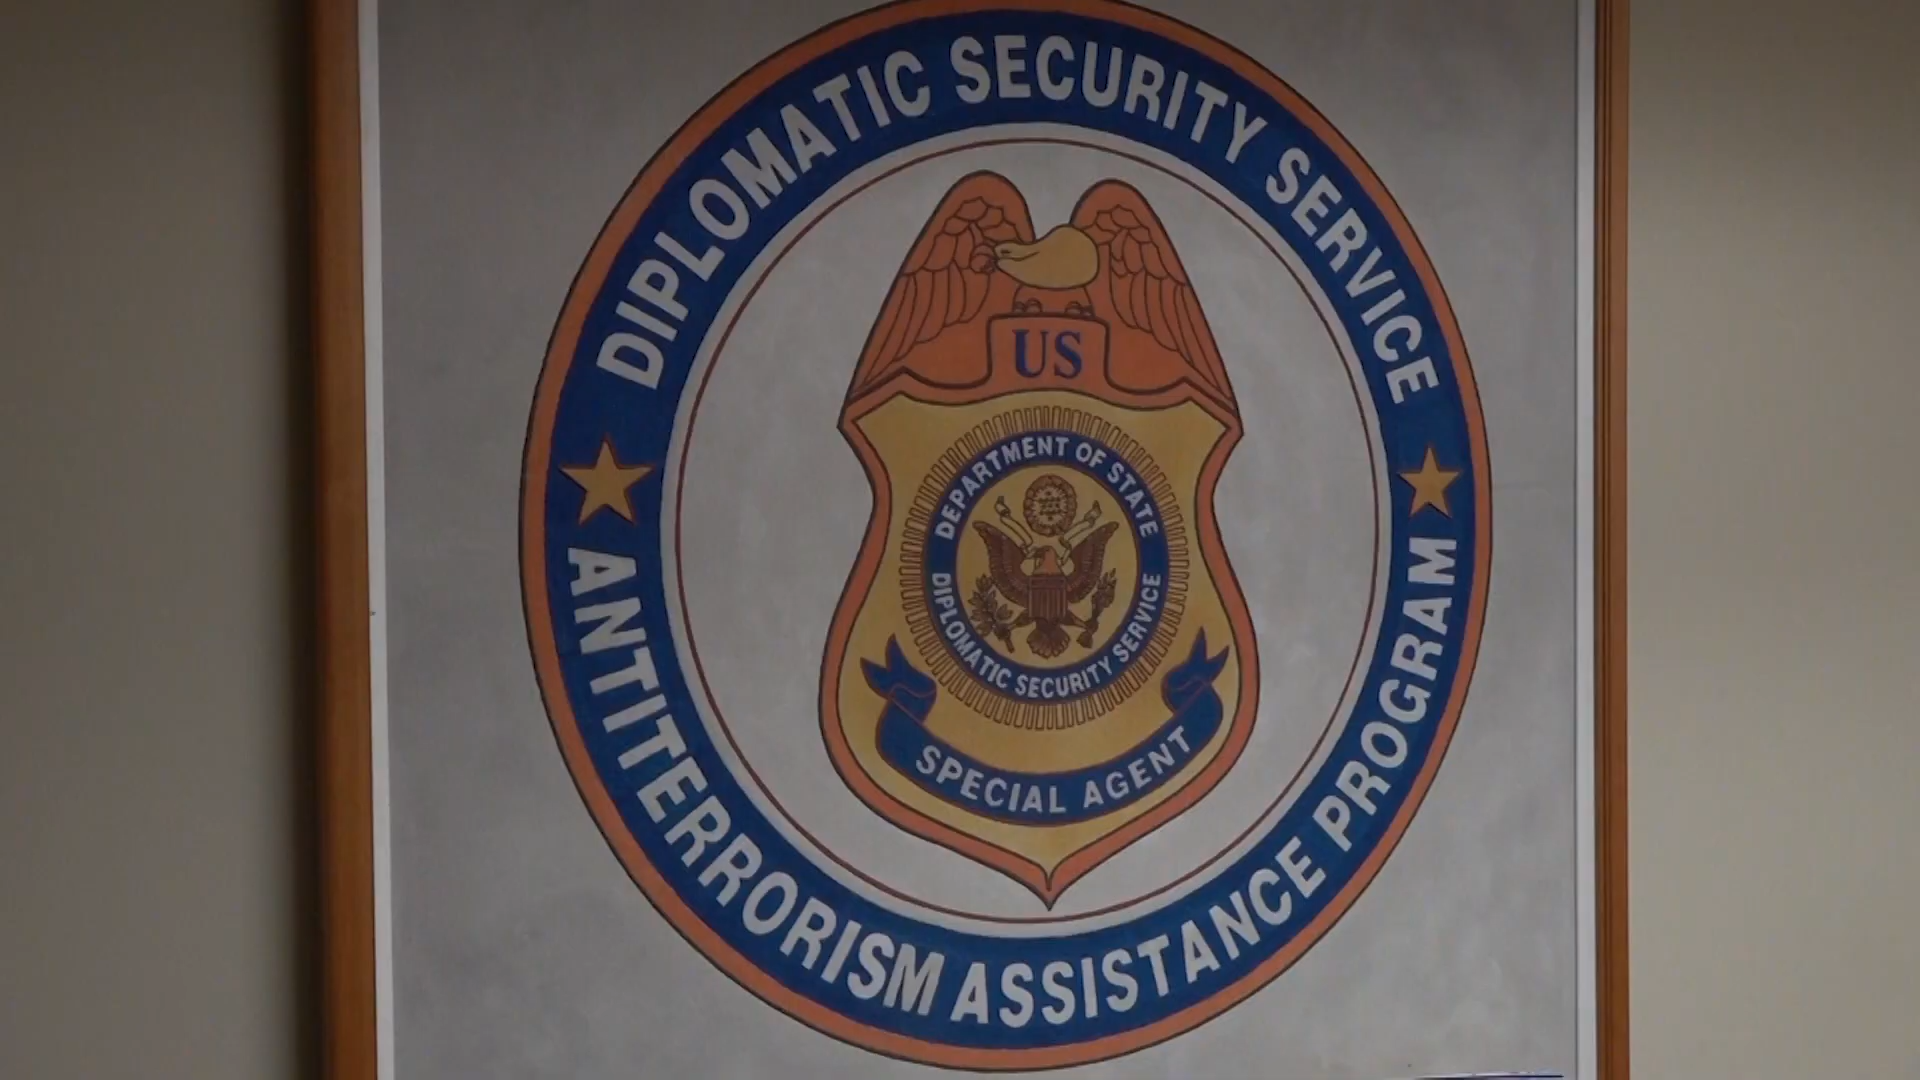 DIPLOMATIC SECURITY SERVICE
US
DEPARTMENT OF STATE
DIPLOMATIC SECURITY SERVICE
SPECIAL AGENT
ANTITERRORISM ASSISTANCE PROGRAM